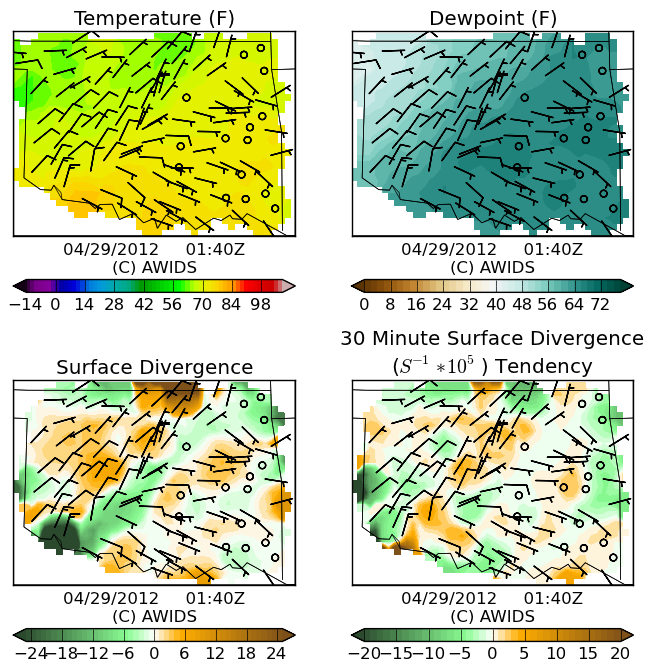 Temperature (F)
Dewpoint (F)
04/29/2012 01:40Z
04/29/2012 01:40Z
(C) AWIDS
(C) AWIDS
−14 0 14 28 42 56 70 84 98
0 8 16 24 32 40 48 56 64 72
30 Minute Surface Divergence
Surface Divergence
(S^{-1} *10^5 ) Tendency
04/29/2012 01:40Z
04/29/2012 01:40Z
(C) AWIDS
(C) AWIDS
−24 −18 −12 −6 0 6 12 18 24
−20 −15 −10 −5 0 5 10 15 20